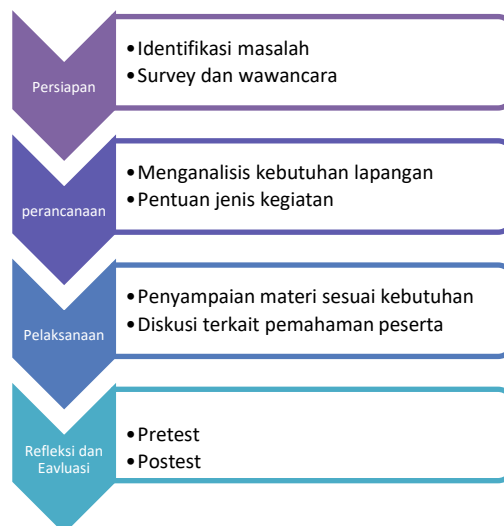 Persiapan
•Identifikasi masalah
•Survey dan wawancara
perancanaan
•Menganalisis kebutuhan lapangan
•Pentuan jenis kegiatan
Pelaksanaan
•Penyampaian materi sesuai kebutuhan
•Diskusi terkait pemahaman peserta
Refleksi dan
Eavluasi
•Pretest
•Postest